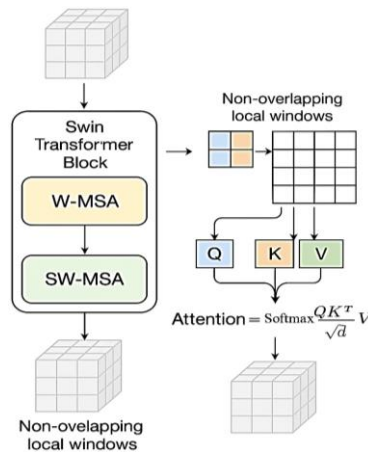 Swin
Transformer
Block
W-MSA
SW-MSA
Non-ovelapping
local windows
Non-overlapping
local windows
Q
K
V
Attention = Softmax QK^T / √d V